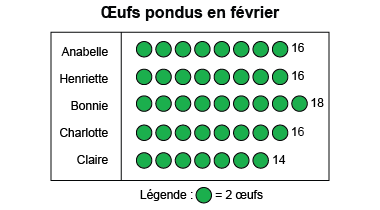 Œufs pondus en février
Anabelle 16
Henriette 16
Bonnie 18
Charlotte 16
Claire 14
Légende : = 2 œufs